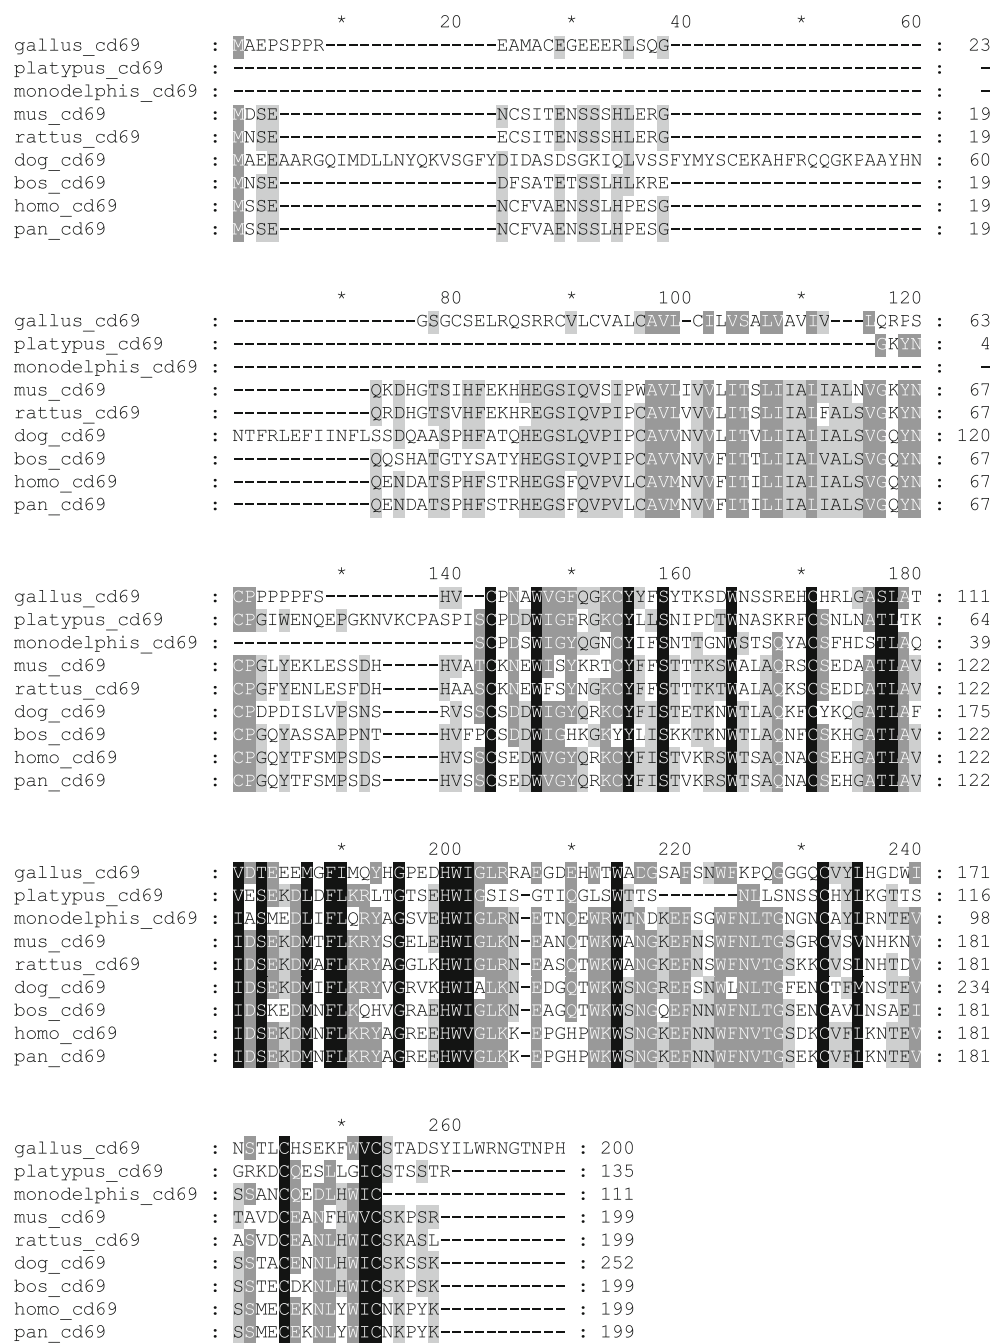 * 20 * 40 * 60
gallus_cd69 : MAEPSPPR---------------EAMACEGEEERLSQG---------------------- : 23
platypus_cd69 : ------------------------------------------------------------ : -
monodelphis_cd69 : ------------------------------------------------------------ : -
mus_cd69 : MDSE-------------------NCSITENSSSHLERG---------------------- : 19
rattus_cd69 : MNSE-------------------ECSITENSSSHLERG---------------------- : 19
dog_cd69 : MAEEAARGQIMDLLNYQKVSGFYDIDASDSGKIQLVSSFYMYSCEKAHFRQQGKPAAYHN : 60
bos_cd69 : MNSE-------------------DFSATETSSLHLKRE---------------------- : 19
homo_cd69 : MSSE-------------------NCFVAENSSLHPESG---------------------- : 19
pan_cd69 : MSSE-------------------NCFVAENSSLHPESG---------------------- : 19
* 80 * 100 * 120
gallus_cd69 : ----------------GSGCSELRQSRRCVLCVALCAVL-CILVSALVAVIV---LQRPS : 63
platypus_cd69 : --------------------------------------------------------GKYN : 4
monodelphis_cd69 : ------------------------------------------------------------ : -
mus_cd69 : ------------QKDHGTSIHFEKHHEGSIQVSIPWAVLIVVLITSLIIALIALNVGKYN : 67
rattus_cd69 : ------------QRDHGTSVHFEKHREGSIQVPIPCAVLVVVLITSLIIALFALSVGKYN : 67
dog_cd69 : NTFRLEFIINFLSSDQAASPHFATQHEGSLQVPIPCAVVNVVLITVLIIALIALSVGQYN : 120
bos_cd69 : ------------QQSHATGTYSATYHEGSIQVPIPCAVVNVVFITTLIIALVALSVGQYN : 67
homo_cd69 : ------------QENDATSPHFSTRHEGSFQVPVLCAVMNVVFITILIIALIALSVGQYN : 67
pan_cd69 : ------------QENDATSPHFSTRHEGSFQVPVLCAVMNVVFITILIIALIALSVGQYN : 67
* 140 * 160 * 180
gallus_cd69 : CPPPPPFS----------HV--CPNAWVGFQGKCYYFSYTKSDWNSSREHCHRLGASLAT : 111
platypus_cd69 : CPGIWENQEPGKNVKCPASPISCPDDWIGFRGKCYYLSNIPDTWNASKRFCSNLNATLTK : 64
monodelphis_cd69 : ---------------------SCPDSWIGYQGNCYIFSNTTGNWSTSQYACSFHDSTLAQ : 39
mus_cd69 : CPGLYEKLESSDH-----HVATCKNEWISYKRTCYFFSTTTKSWALAQRSCSEDAATLAV : 122
rattus_cd69 : CPGFYENLESFDH-----HAASCKNEWFSYNGKCYFFSTTTKTWALAQKSCSEDDATLAV : 122
dog_cd69 : CPDPDISLVPSNS-----RVSSCSDDWIGYQRKCYFISTETKNWTLAQKFCYKQGATLAF : 175
bos_cd69 : CPGQYASSAPPNT-----HVFPCSDDWIGHKGKYYLISKKTKNWTLAQNFCSKHGATLAV : 122
homo_cd69 : CPGQYTFSMPSDS-----HVSSCSEDWVGYQRKCYFISTVKRSWTSAQNACSEHGATLAV : 122
pan_cd69 : CPGQYTFSMPSDS-----HVSSCSEDWVGYQRKCYFISTVKRSWTSAQNACSEHGATLAV : 122
* 200 * 220 * 240
gallus_cd69 : VDTEEEMGFIMQYHGPEDHWIGLRRAEGDEHWTWADGSAFSNWFKPQGGGQCVYLHGDWI : 171
platypus_cd69 : VESEKDLDFLKRLTGTSEHWIGSIS-GTIQGLSWTTS-------NLLSNSSCHYLKGTTS : 116
monodelphis_cd69 : IASMEDLIFLQRYAGSVEHWIGLRN-ETNQEWRWTNDKEFSGWFNLTGNGNCAYLRNTEV : 98
mus_cd69 : IDSEKDMTFLKRYSGELEHWIGLKN-EANQTWKWANGKEFNSWFNLTGSGRCVSVNHKNV : 181
rattus_cd69 : IDSEKDMAFLKRYAGGLKHWIGLRN-EASQTWKWANGKEFNSWFNVTGSKKCVSLNHTDV : 181
dog_cd69 : IDSEKDMIFLKRYVGRVKHWIALKN-EDGQTWKWSNGREFSNWLNLTGFENCTFMNSTEV : 234
bos_cd69 : IDSKEDMNFLKQHVGRAEHWIGLKN-EAGQTWKWSNGQEFNNWFNLTGSENCAVLNSAEI : 181
homo_cd69 : IDSEKDMNFLKRYAGREEHWVGLKK-EPGHPWKWSNGKEFNNWFNVTGSDKCVFLKNTEV : 181
pan_cd69 : IDSEKDMNFLKRYAGREEHWVGLKK-EPGHPWKWSNGKEFNNWFNVTGSEKCVFLKNTEV : 181
* 260
gallus_cd69 : NSTLCHSEKFWVCSTADSYILWRNGTNPH : 200
platypus_cd69 : GRKDCQESLLGICSTSSTR---------- : 135
monodelphis_cd69 : SSANCQEDLHWIC---------------- : 111
mus_cd69 : TAVDCEANFHWVCSKPSR----------- : 199
rattus_cd69 : ASVDCEANLHWICSKASL----------- : 199
dog_cd69 : SSTACENNLHWICSKSSK----------- : 252
bos_cd69 : SSTECDKNLHWICSKPSK----------- : 199
homo_cd69 : SSMECEKNLYWICNKPYK----------- : 199
pan_cd69 : SSMECEKNLYWICNKPYK----------- : 199